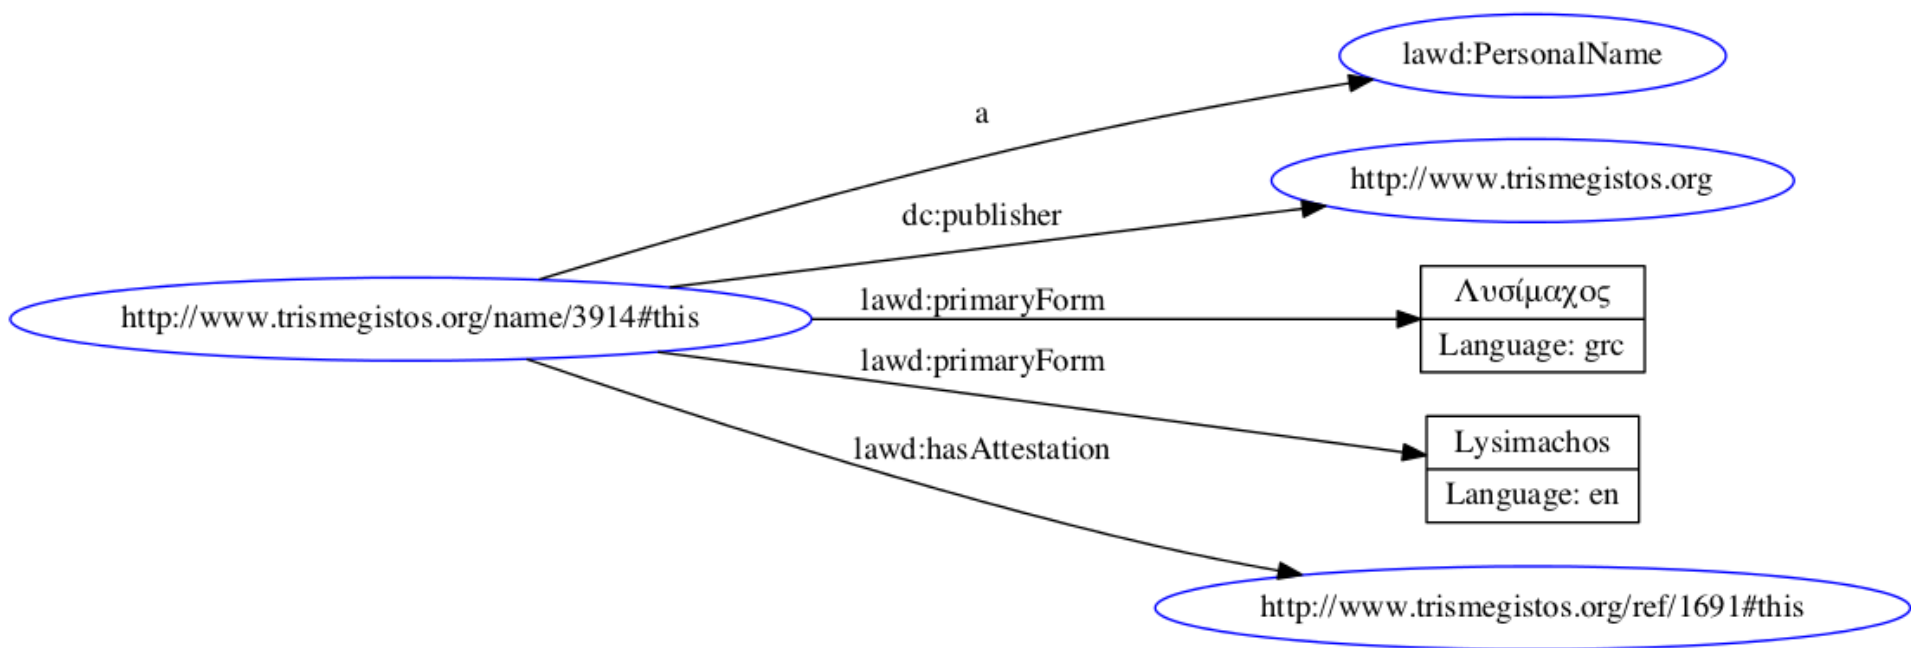 lawd:PersonalName
a
http://www.trismegistos.org
dc:publisher
http://www.trismegistos.org/name/3914#this
lawd:primaryForm
Λυσίμαχος
Language: grc
lawd:primaryForm
Lysimachos
Language: en
lawd:hasAttestation
http://www.trismegistos.org/ref/1691#this